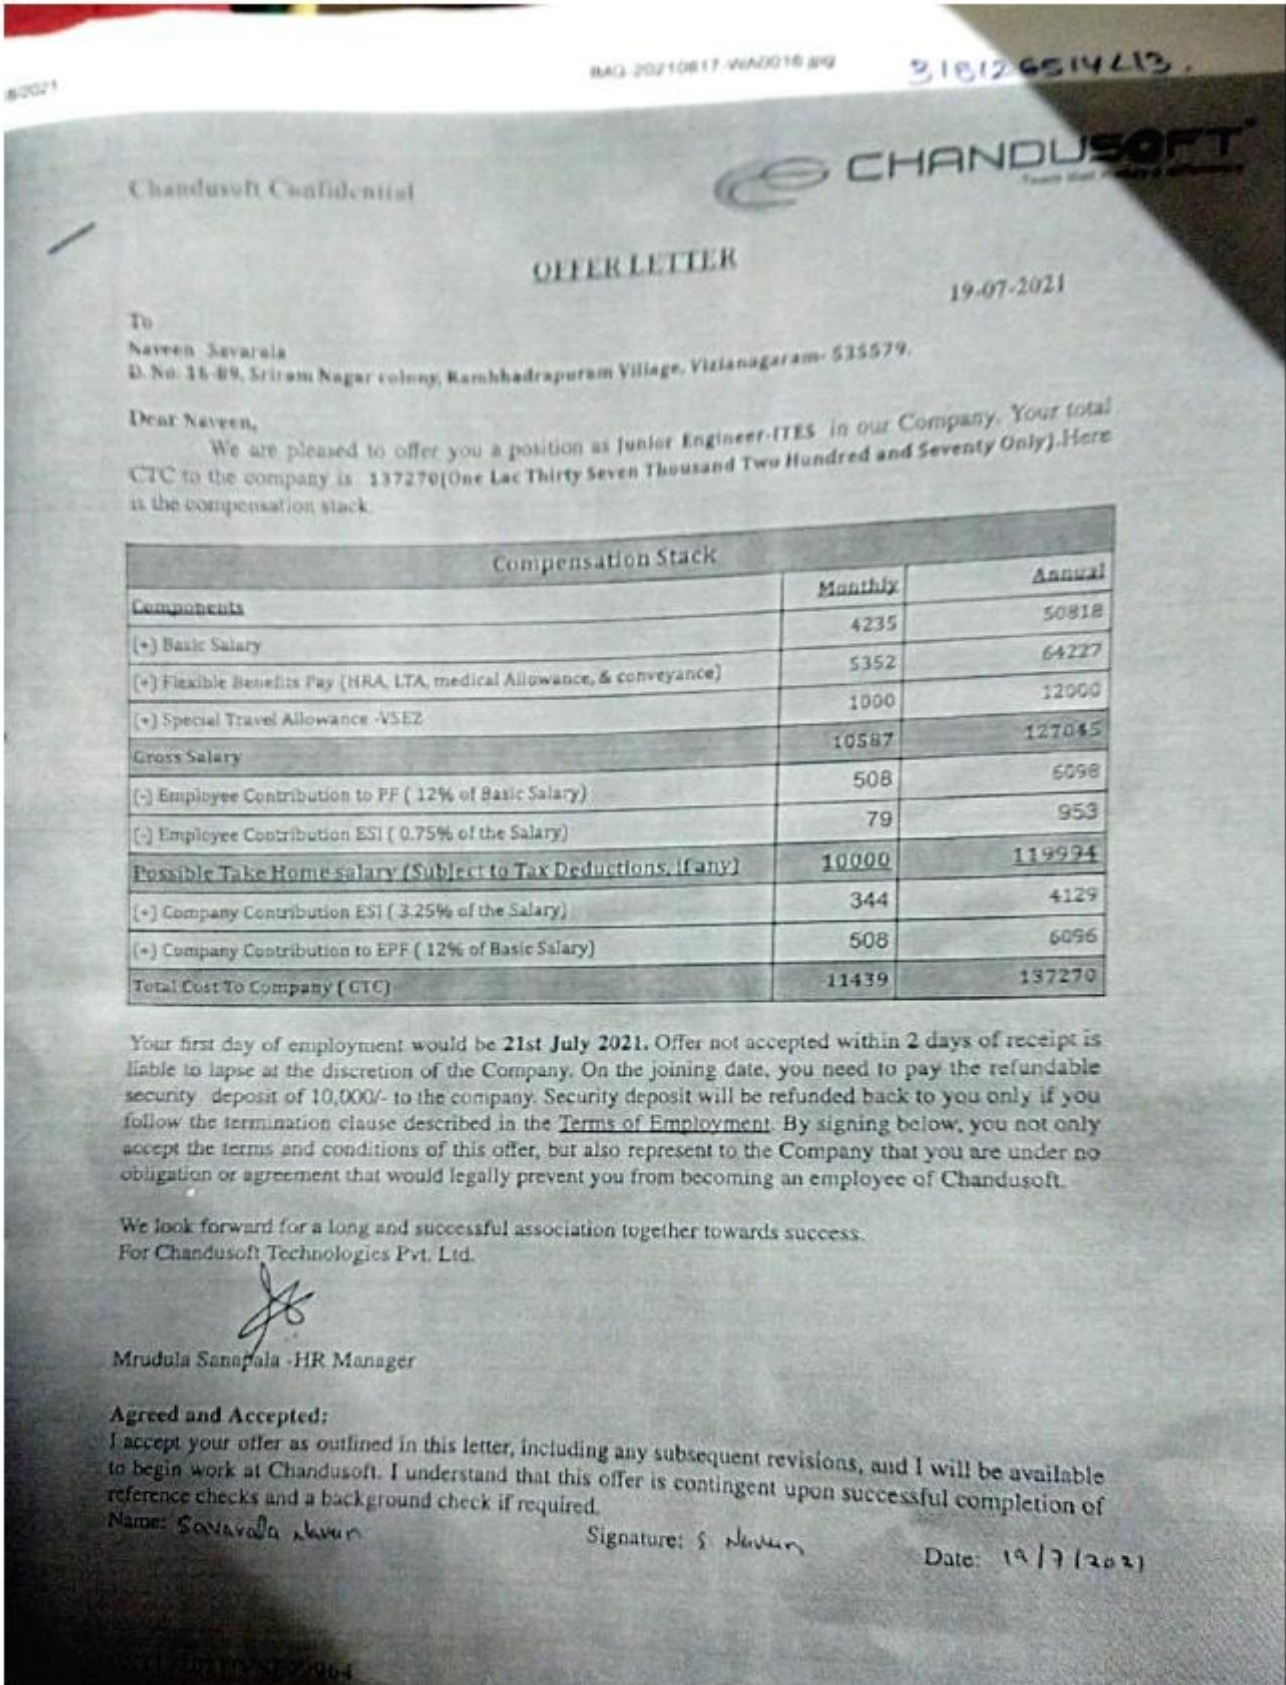 8/2021
IMG-20210817-WA0016.jpg
318126514L13.
CHANDUSOFT
Chandusoft Confidential
OFFER LETTER
19-07-2021
To
Naveen Savarala
D. No. 16-89, Sriram Nagar colony, Rambhadrapuram Village, Vizianagaram- 535579.
Dear Naveen,
We are pleased to offer you a position as Junior Engineer-ITES in our Company. Your total
CTC to the company is 137270(One Lac Thirty Seven Thousand Two Hundred and Seventy Only).Here
is the compensation stack.
Compensation Stack
Components Monthly Annual
(+) Basic Salary 4235 50818
(+) Flexible Benefits Pay (HRA, LTA, medical Allowance, & conveyance) 5352 64227
(+) Special Travel Allowance -VSEZ 1000 12000
Gross Salary 10587 127045
(-) Employee Contribution to PF ( 12% of Basic Salary) 508 6098
(-) Employee Contribution ESI ( 0.75% of the Salary) 79 953
Possible Take Home salary (Subject to Tax Deductions, if any) 10000 119994
(+) Company Contribution ESI ( 3.25% of the Salary) 344 4129
(+) Company Contribution to EPF ( 12% of Basic Salary) 508 6096
Total Cost To Company ( CTC) 11439 137270
Your first day of employment would be 21st July 2021. Offer not accepted within 2 days of receipt is
liable to lapse at the discretion of the Company. On the joining date, you need to pay the refundable
security deposit of 10,000/- to the company. Security deposit will be refunded back to you only if you
follow the termination clause described in the Terms of Employment. By signing below, you not only
accept the terms and conditions of this offer, but also represent to the Company that you are under no
obligation or agreement that would legally prevent you from becoming an employee of Chandusoft.
We look forward for a long and successful association together towards success.
For Chandusoft Technologies Pvt. Ltd.
Mrudula Sanapala -HR Manager
Agreed and Accepted:
I accept your offer as outlined in this letter, including any subsequent revisions, and I will be available
to begin work at Chandusoft. I understand that this offer is contingent upon successful completion of
reference checks and a background check if required.
Name: Savarala Naveen
Signature: S Naveen
Date: 19/7/2021